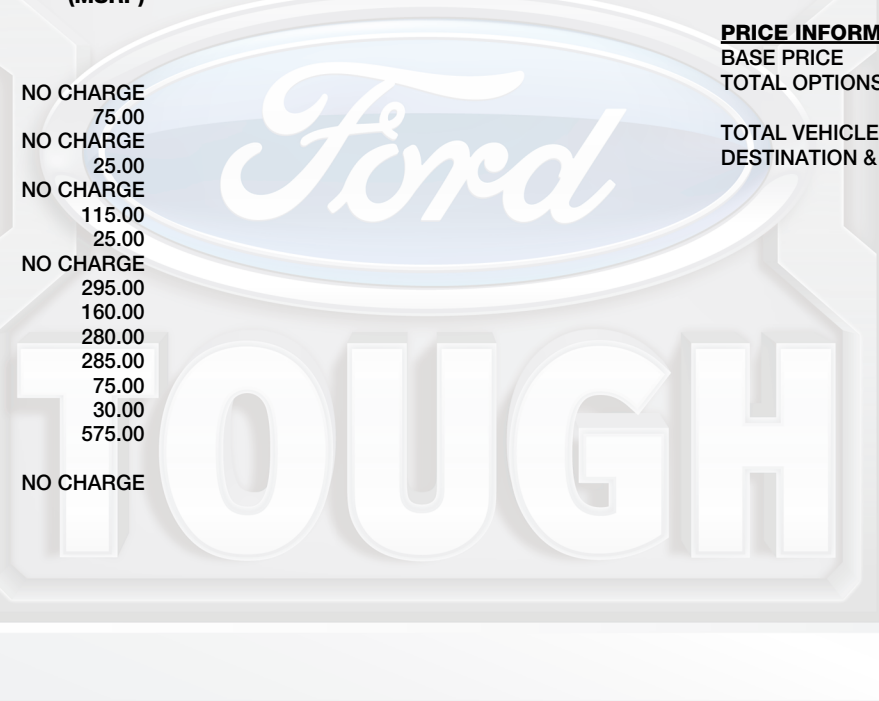 (MSRP)
NO CHARGE
75.00
NO CHARGE
25.00
NO CHARGE
115.00
25.00
NO CHARGE
295.00
160.00
280.00
285.00
75.00
30.00
575.00
NO CHARGE
PRICE INFORM
BASE PRICE
TOTAL OPTIONS
TOTAL VEHICLE
DESTINATION &
Ford
TOUGH